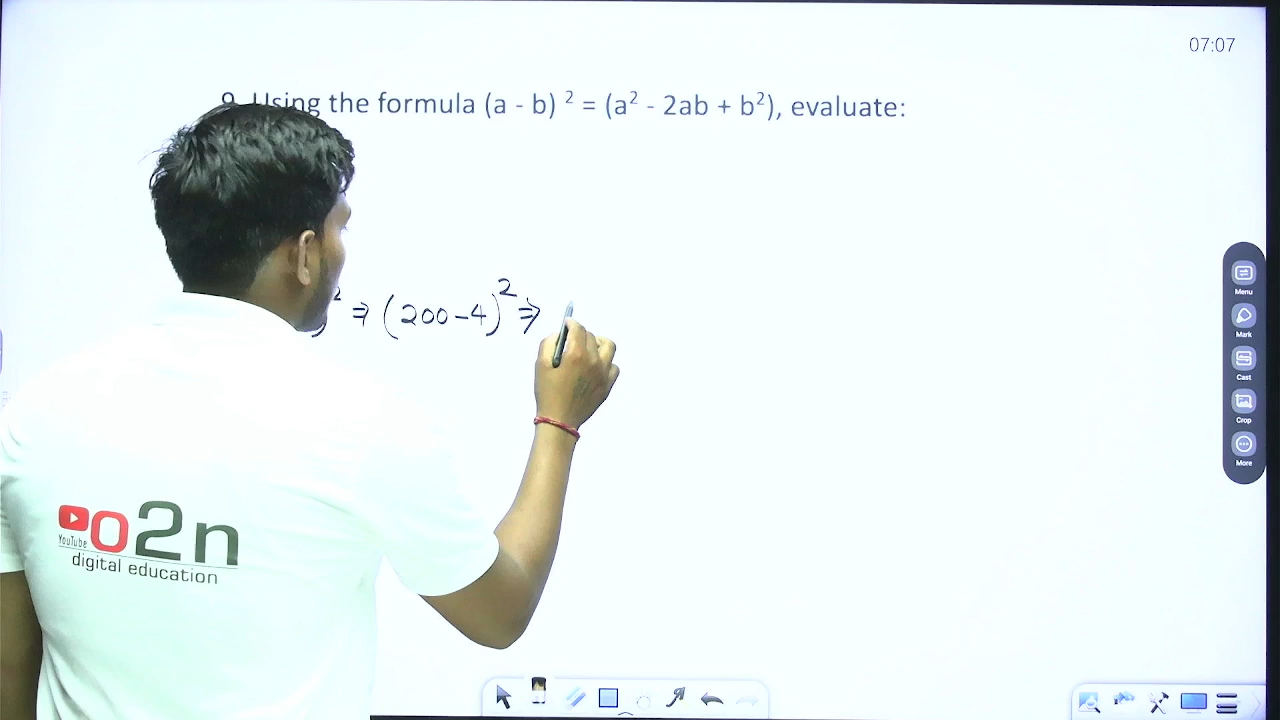 07:07
Using the formula (a - b) ² = (a² - 2ab + b²), evaluate:
)² ⇒ (200-4)² ⇒
Menu
Mark
Cast
Crop
More
YouTube
o2n
digital education